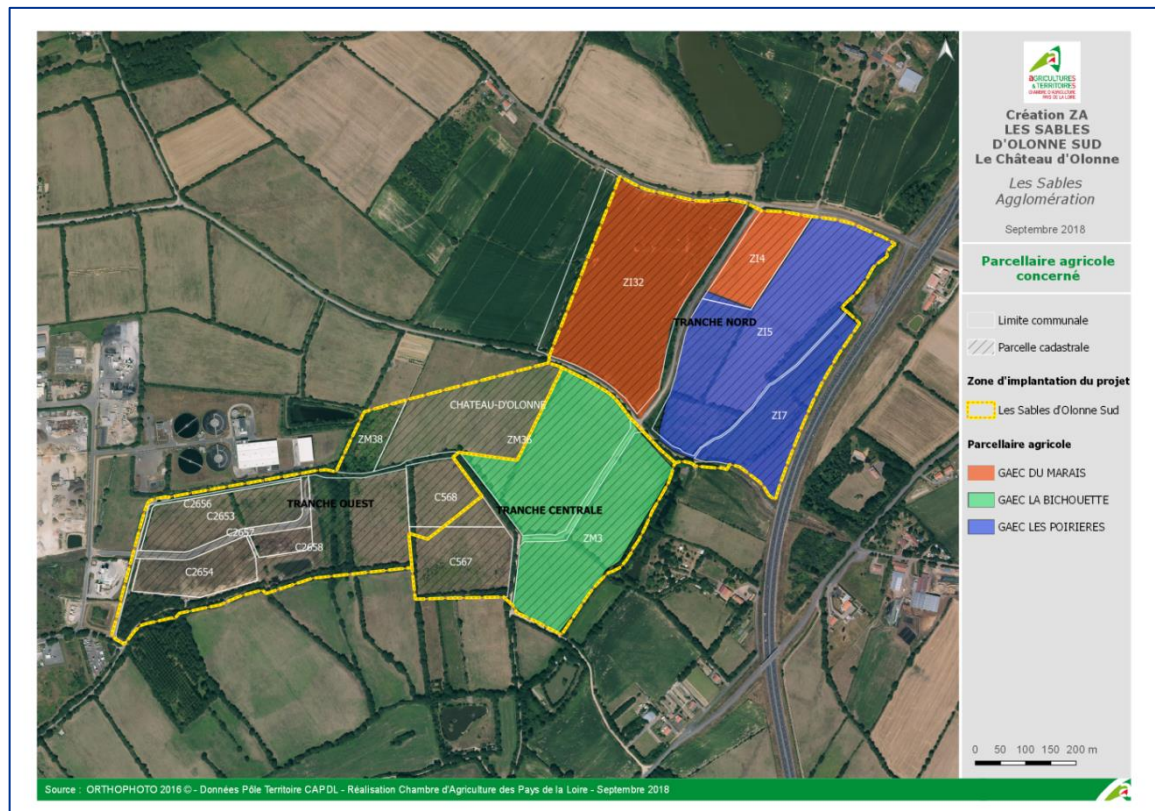 AGRICULTURES
& TERRITOIRES
CHAMBRE D'AGRICULTURE
PAYS DE LA LOIRE
Création ZA
LES SABLES
D'OLONNE SUD
Le Château d'Olonne
Les Sables
Agglomération
Septembre 2018
Parcellaire agricole
concerné
Limite communale
Parcelle cadastrale
Zone d'implantation du projet
Les Sables d'Olonne Sud
Parcellaire agricole
GAEC DU MARAIS
GAEC LA BICHOUETTE
GAEC LES POIRIERES
0 50 100 150 200 m
ZI32
ZI4
TRANCHE NORD
ZI5
ZI7
CHATEAU-D'OLONNE
ZM38
ZM36
TRANCHE OUEST
C568
TRANCHE CENTRALE
C2656
C2653
C2657
C2658
C2654
C567
ZM3
Source : ORTHOPHOTO 2016 © - Données Pôle Territoire CAPDL - Réalisation Chambre d'Agriculture des Pays de la Loire - Septembre 2018